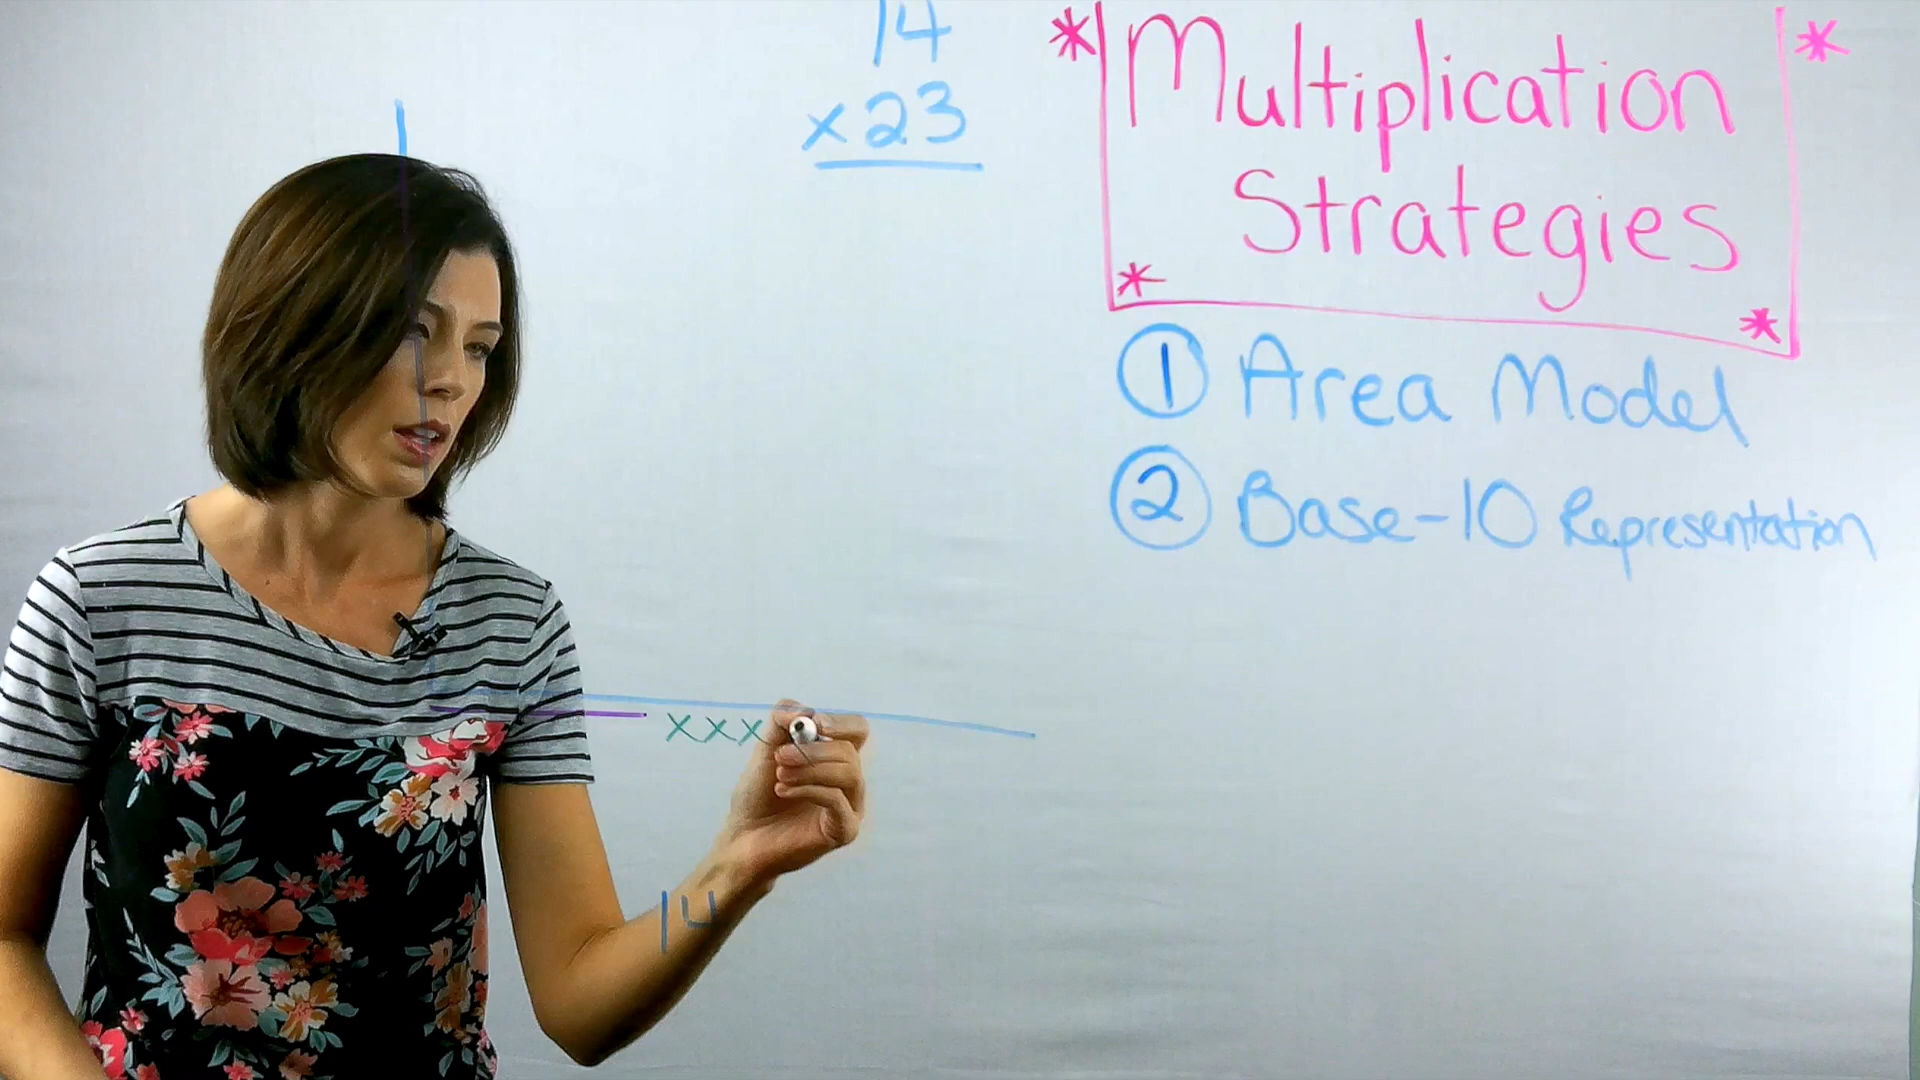 14
x 23
* Multiplication *
Strategies
* *
① Area Model
② Base-10 Representation
xxx
14